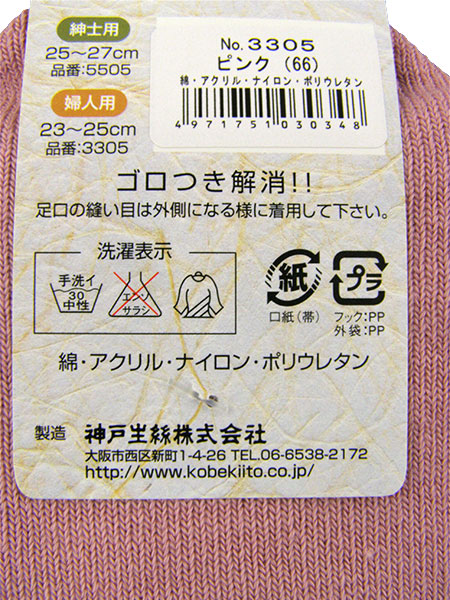 紳士用
25～27cm
品番:5505
婦人用
23～25cm
品番:3305
No.3305
ピンク (66)
綿・アクリル・ナイロン・ポリウレタン
4971751030348
ゴロつき解消!!
足口の縫い目は外側になる様に着用して下さい。
洗濯表示
手洗イ
30
中性
エンソ
サラシ
紙
口紙(帯)
プラ
フック:PP
外袋:PP
綿・アクリル・ナイロン・ポリウレタン
製造 神戸生絲株式会社
大阪市西区新町1-4-26 TEL.06-6538-2172
http://www.kobekiito.co.jp/